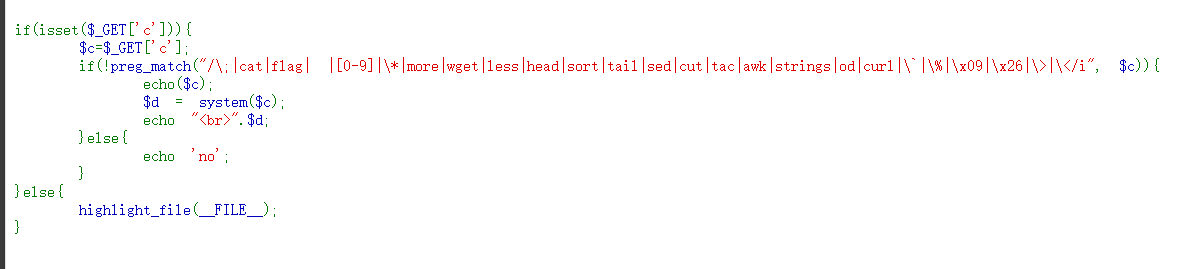 if(isset($_GET['c'])){
$c=$_GET['c'];
if(!preg_match("/\;|cat|flag| |[0-9]|\*|more|wget|less|head|sort|tail|sed|cut|tac|awk|strings|od|curl|\`|\%|\x09|\x26|\>|\</i", $c)){
echo($c);
$d = system($c);
echo "<br>".$d;
}else{
echo 'no';
}
}else{
highlight_file(__FILE__);
}